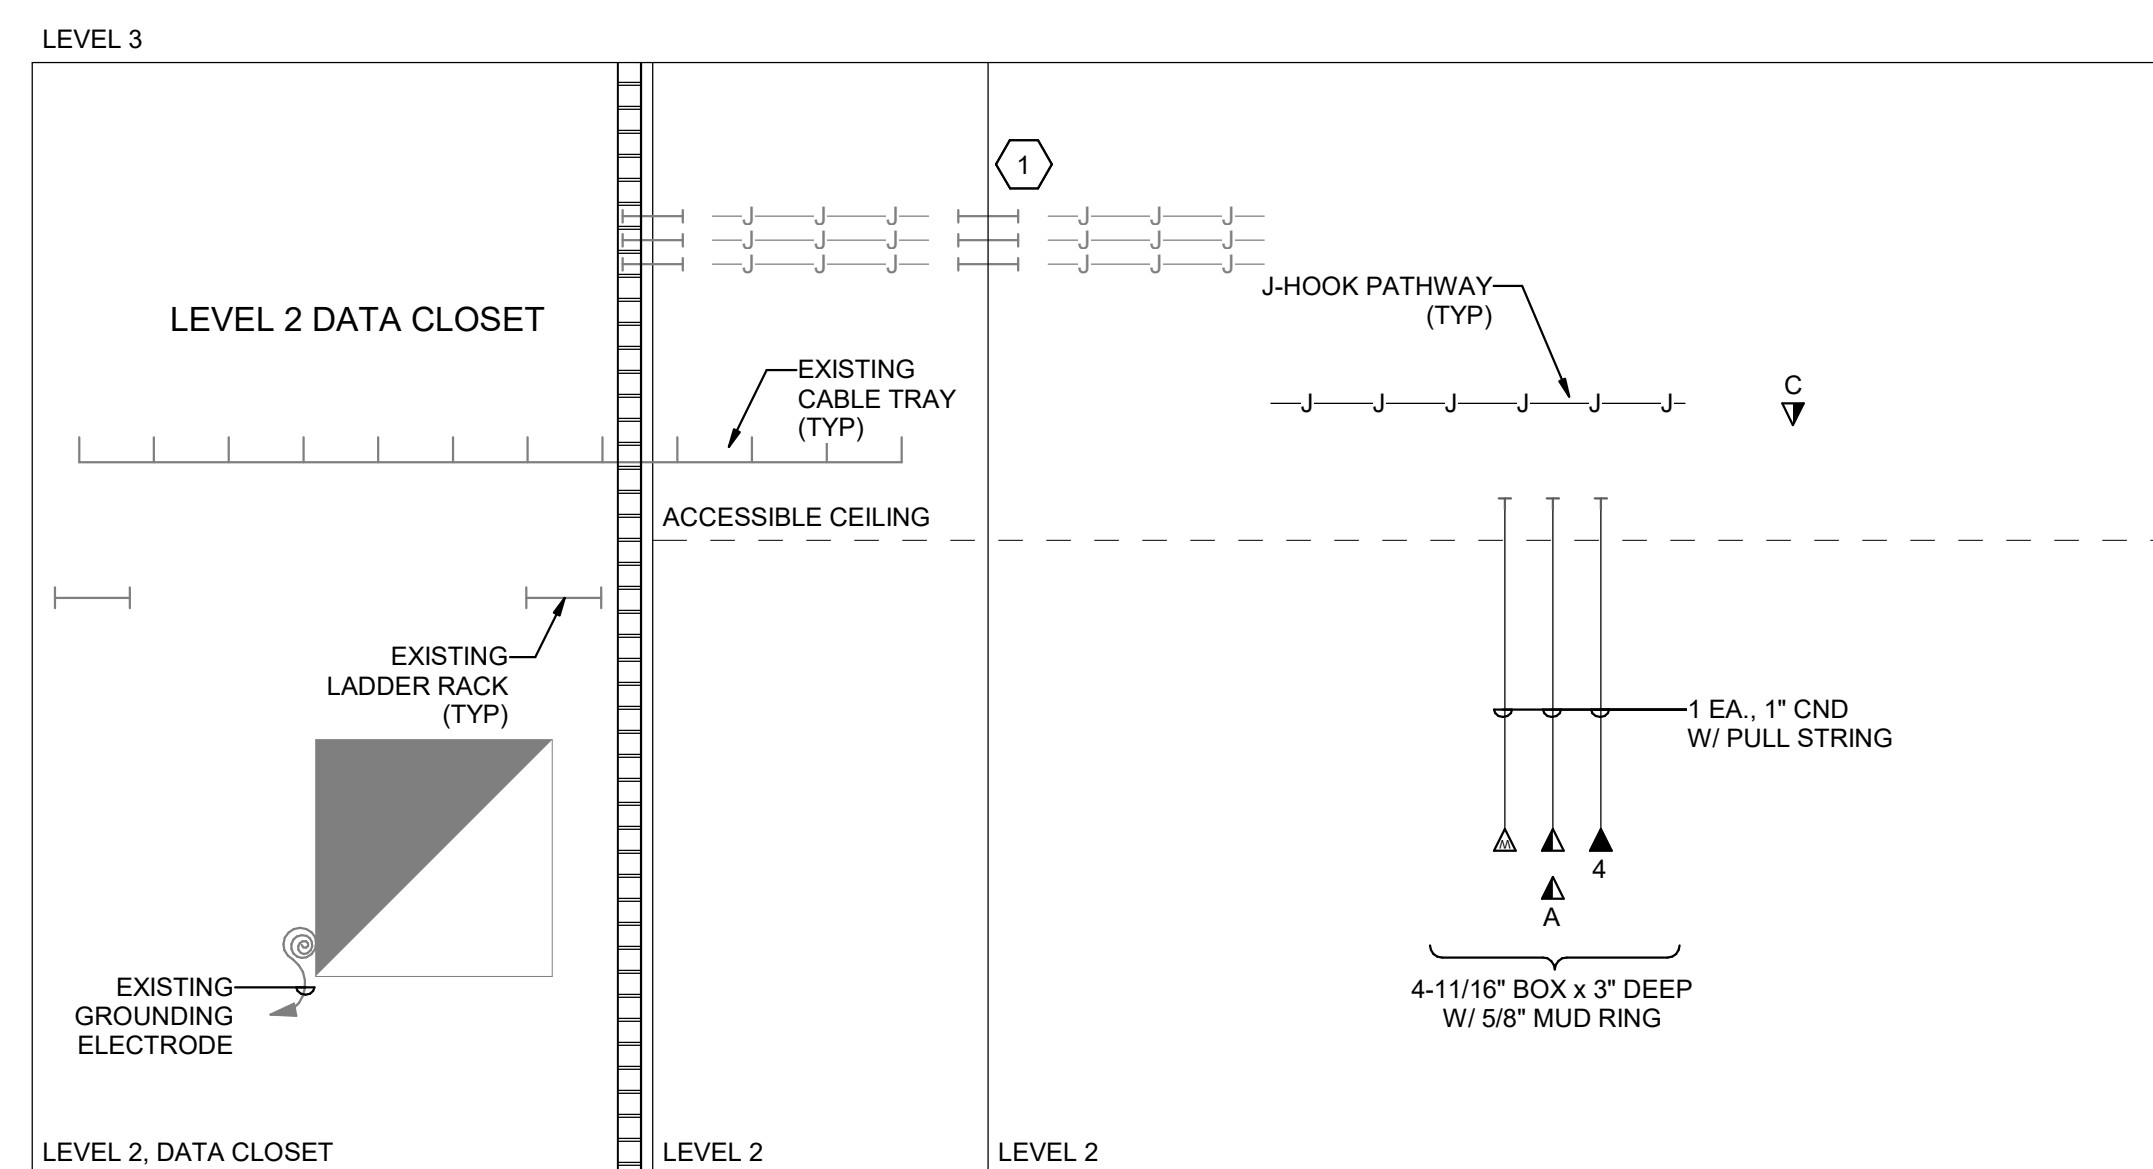 LEVEL 3
1
J J J J J J
J J J J J J
J J J J J J
J-HOOK PATHWAY
(TYP)
LEVEL 2 DATA CLOSET
EXISTING
CABLE TRAY
(TYP)
C
J J J J J J
ACCESSIBLE CEILING
EXISTING
LADDER RACK
(TYP)
1 EA., 1" CND
W/ PULL STRING
M
4
A
4-11/16" BOX x 3" DEEP
W/ 5/8" MUD RING
EXISTING
GROUNDING
ELECTRODE
LEVEL 2, DATA CLOSET
LEVEL 2
LEVEL 2